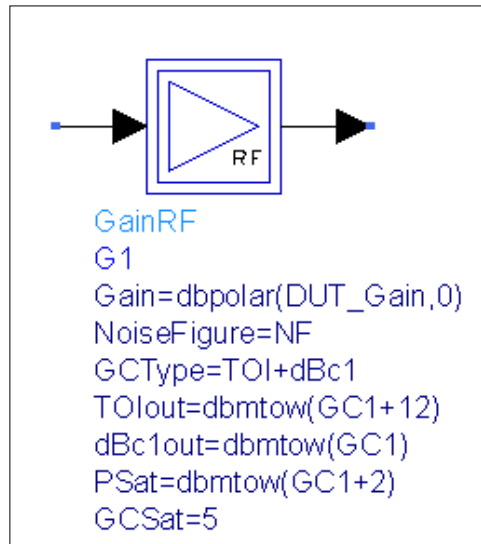 RF
GainRF
G1
Gain=dbpolar(DUT_Gain,0)
NoiseFigure=NF
GCType=TOI+dBc1
TOIout=dbmtow(GC1+12)
dBc1out=dbmtow(GC1)
PSat=dbmtow(GC1+2)
GCSat=5